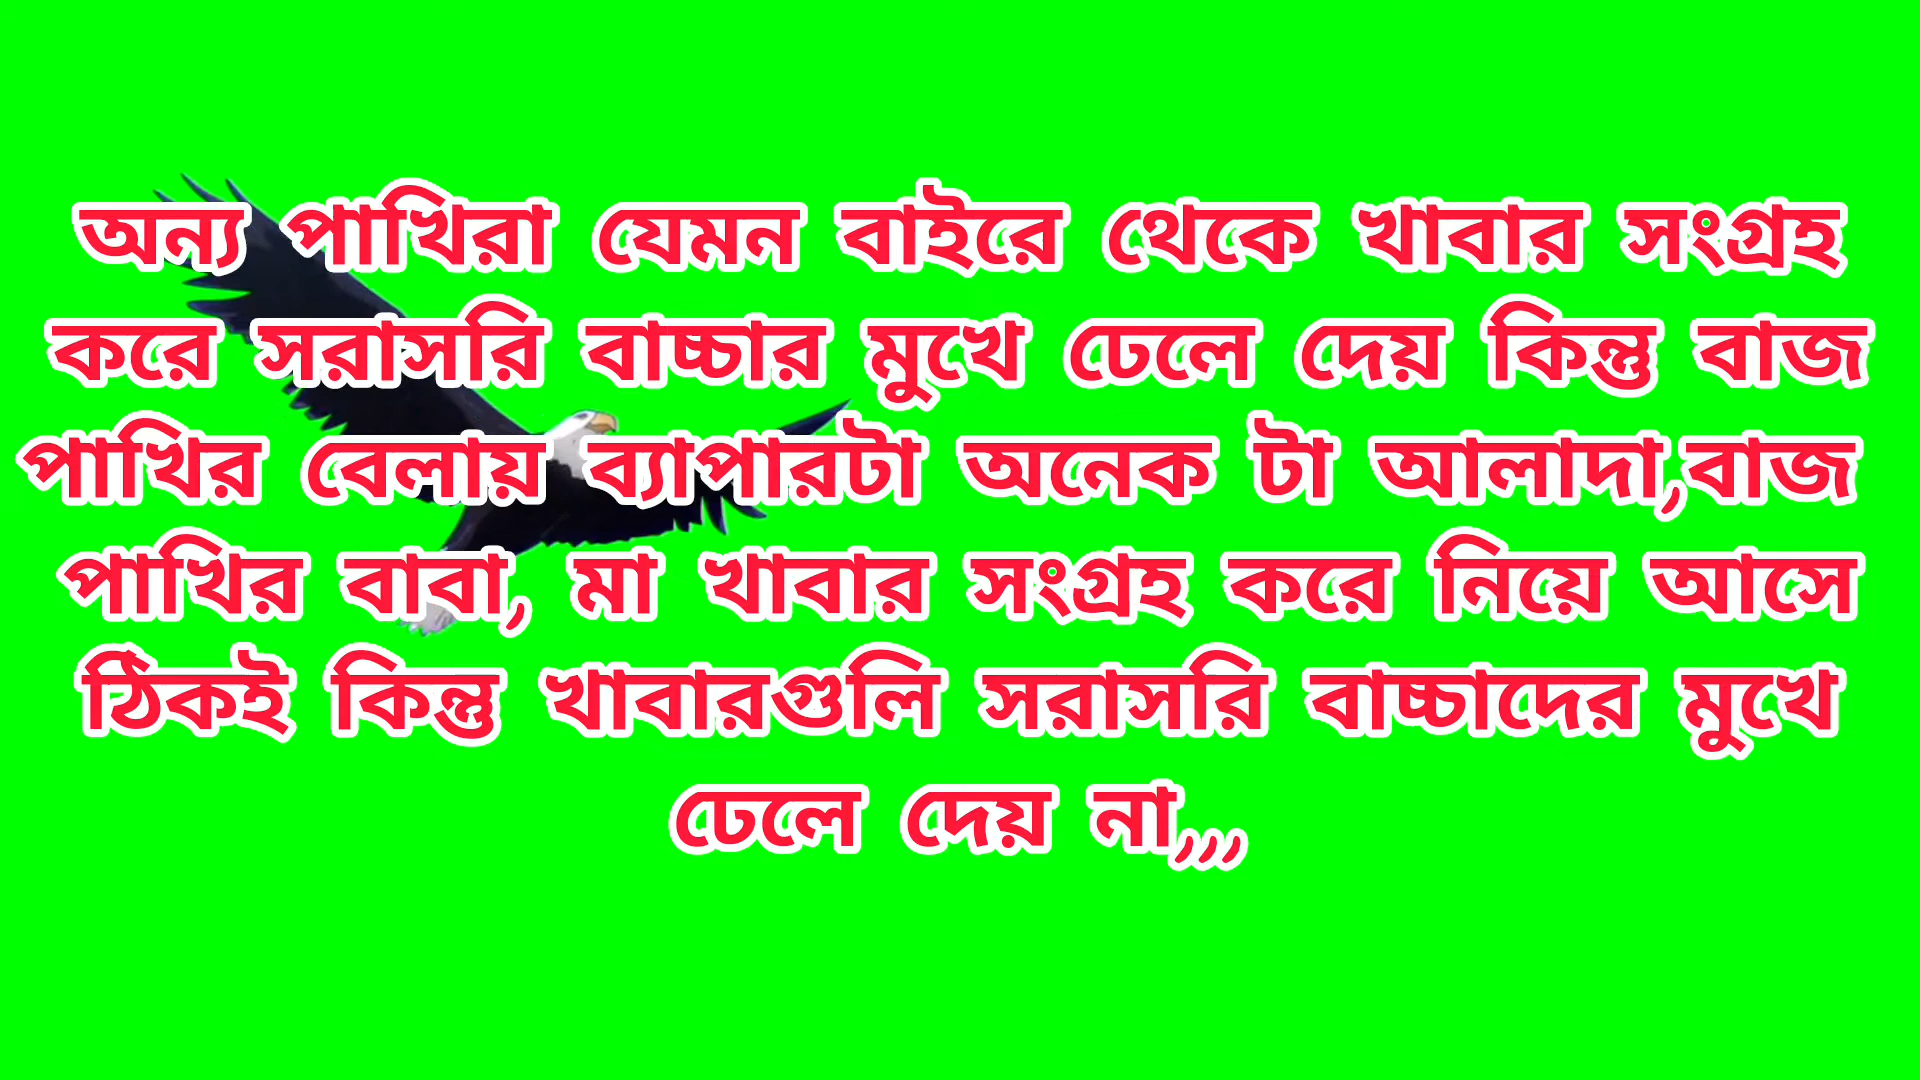 অন্য পাখিরা যেমন বাইরে থেকে খাবার সংগ্রহ
করে সরাসরি বাচ্চার মুখে ঢেলে দেয় কিন্তু বাজ
পাখির বেলায় ব্যাপারটা অনেক টা আলাদা,বাজ
পাখির বাবা, মা খাবার সংগ্রহ করে নিয়ে আসে
ঠিকই কিন্তু খাবারগুলি সরাসরি বাচ্চাদের মুখে
ঢেলে দেয় না,,,